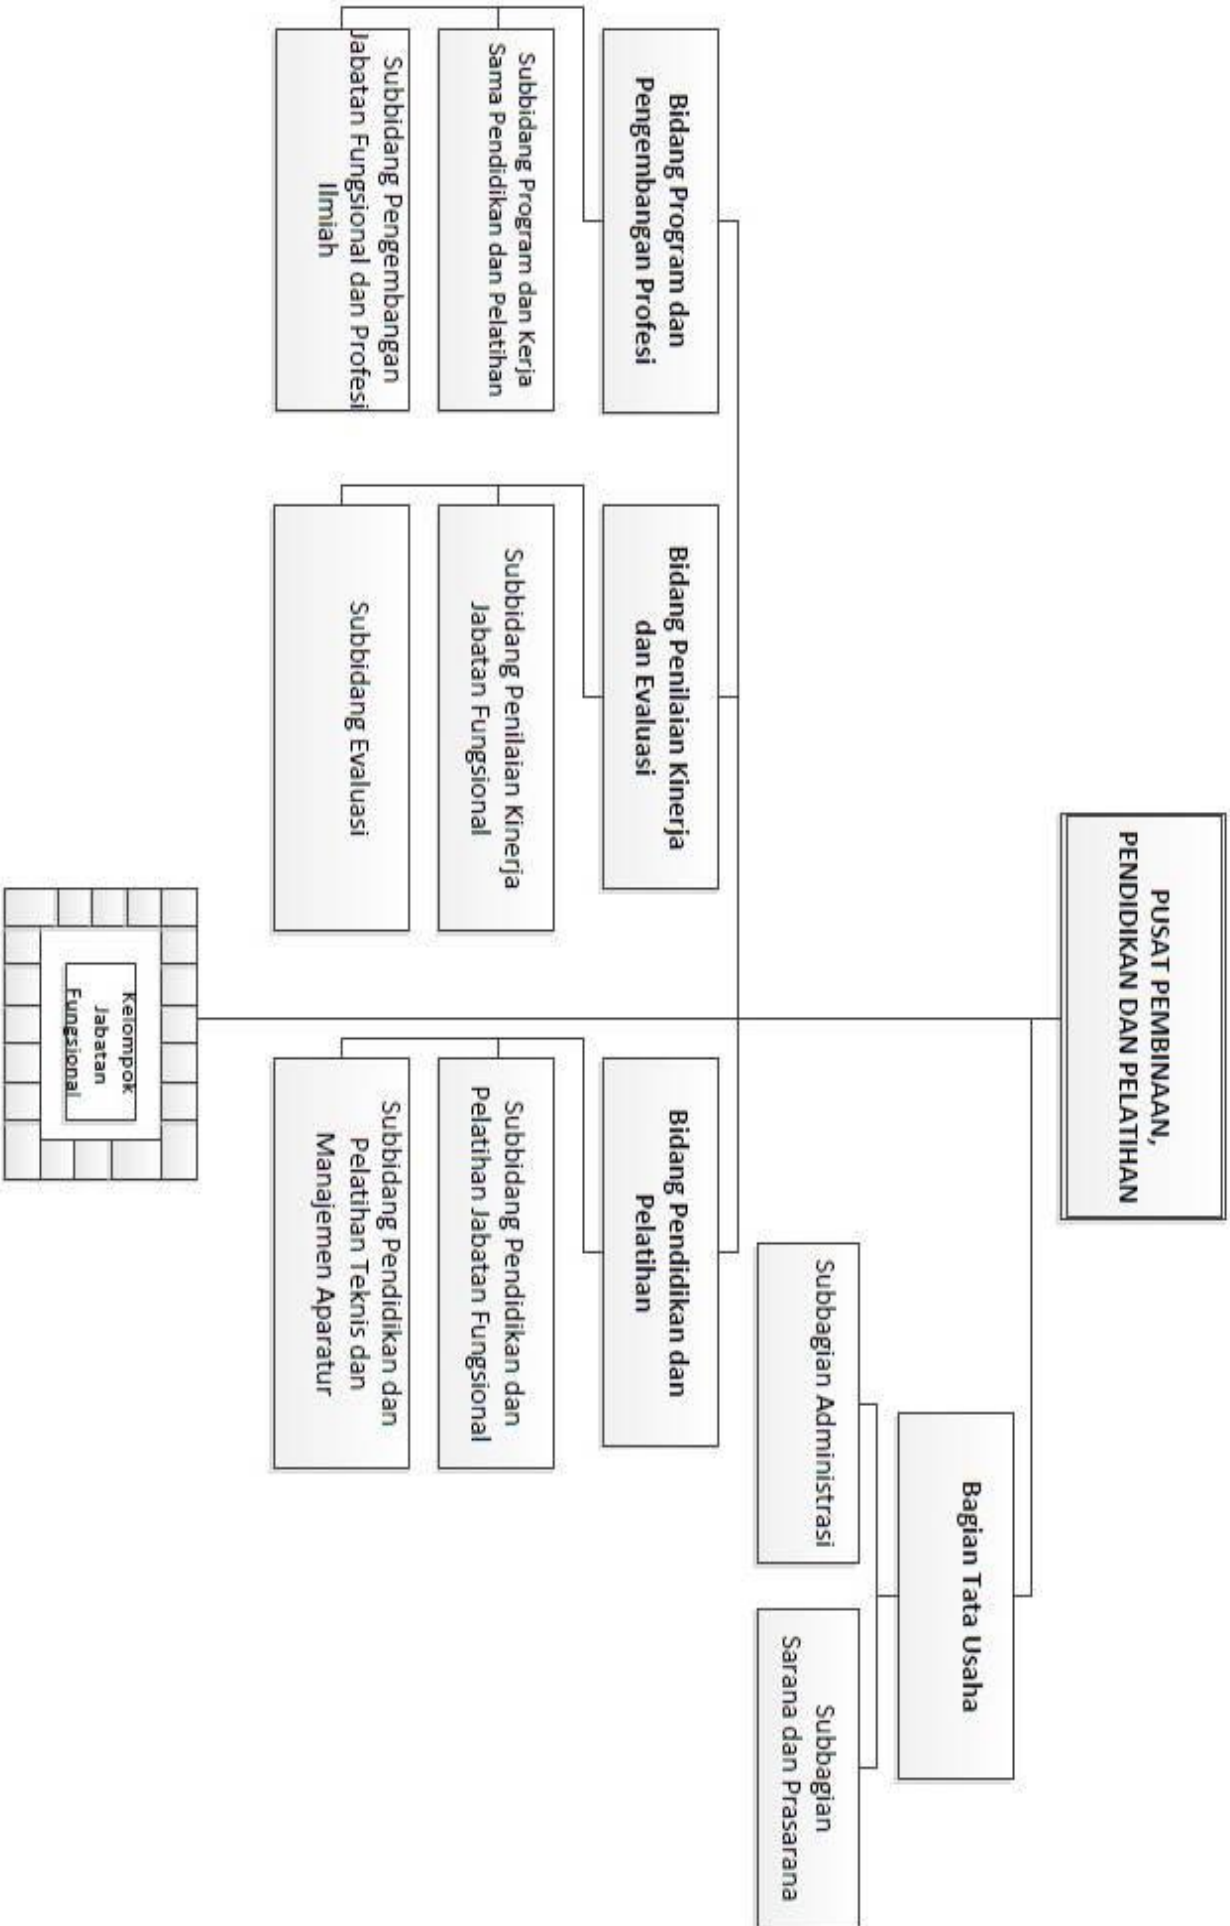 PUSAT PEMBINAAN,
PENDIDIKAN DAN PELATIHAN
Bagian Tata Usaha
Subbagian Administrasi
Subbagian
Sarana dan Prasarana
Bidang Program dan
Pengembangan Profesi
Bidang Penilaian Kinerja
dan Evaluasi
Bidang Pendidikan dan
Pelatihan
Subbidang Program dan Kerja
Sama Pendidikan dan Pelatihan
Subbidang Penilaian Kinerja
Jabatan Fungsional
Subbidang Pendidikan dan
Pelatihan Jabatan Fungsional
Subbidang Pengembangan
Jabatan Fungsional dan Profesi
Ilmiah
Subbidang Evaluasi
Subbidang Pendidikan dan
Pelatihan Teknis dan
Manajemen Aparatur
Kelompok
Jabatan
Fungsional